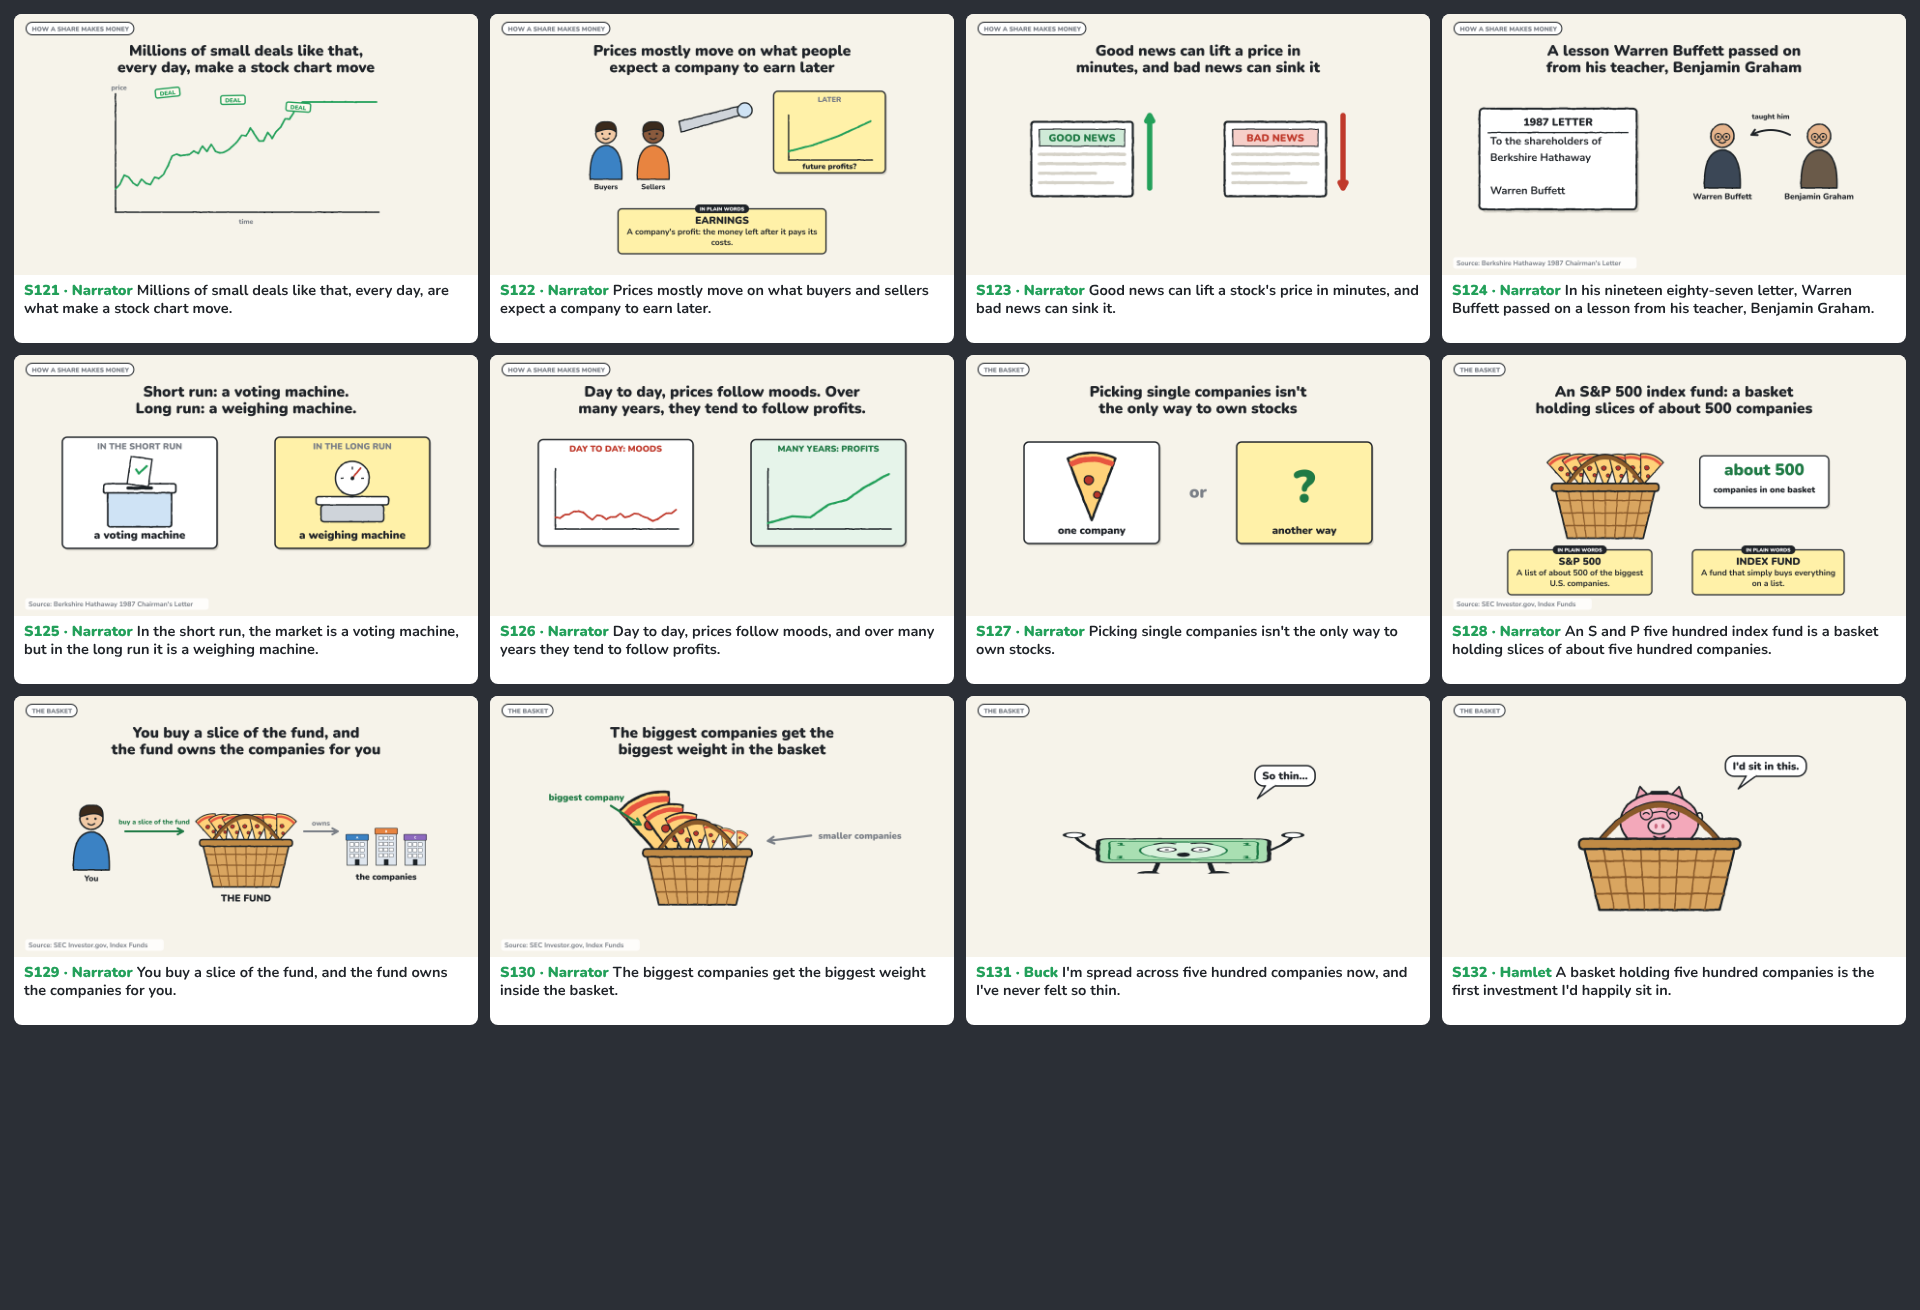 HOW A SHARE MAKES MONEY
Millions of small deals like that,
every day, make a stock chart move
price
DEAL
DEAL
DEAL
time
S121 · Narrator Millions of small deals like that, every day, are
what make a stock chart move.
HOW A SHARE MAKES MONEY
Prices mostly move on what people
expect a company to earn later
LATER
future profits?
Buyers
Sellers
IN PLAIN WORDS
EARNINGS
A company's profit: the money left after it pays its
costs.
S122 · Narrator Prices mostly move on what buyers and sellers
expect a company to earn later.
HOW A SHARE MAKES MONEY
Good news can lift a price in
minutes, and bad news can sink it
GOOD NEWS
BAD NEWS
S123 · Narrator Good news can lift a stock's price in minutes, and
bad news can sink it.
HOW A SHARE MAKES MONEY
A lesson Warren Buffett passed on
from his teacher, Benjamin Graham
1987 LETTER
To the shareholders of
Berkshire Hathaway
Warren Buffett
taught him
Warren Buffett
Benjamin Graham
Source: Berkshire Hathaway 1987 Chairman's Letter
S124 · Narrator In his nineteen eighty-seven letter, Warren
Buffett passed on a lesson from his teacher, Benjamin Graham.
HOW A SHARE MAKES MONEY
Short run: a voting machine.
Long run: a weighing machine.
IN THE SHORT RUN
a voting machine
IN THE LONG RUN
a weighing machine
Source: Berkshire Hathaway 1987 Chairman's Letter
S125 · Narrator In the short run, the market is a voting machine,
but in the long run it is a weighing machine.
HOW A SHARE MAKES MONEY
Day to day, prices follow moods. Over
many years, they tend to follow profits.
DAY TO DAY: MOODS
MANY YEARS: PROFITS
S126 · Narrator Day to day, prices follow moods, and over many
years they tend to follow profits.
THE BASKET
Picking single companies isn't
the only way to own stocks
one company
or
?
another way
S127 · Narrator Picking single companies isn't the only way to
own stocks.
THE BASKET
An S&P 500 index fund: a basket
holding slices of about 500 companies
about 500
companies in one basket
IN PLAIN WORDS
S&P 500
A list of about 500 of the biggest
U.S. companies.
IN PLAIN WORDS
INDEX FUND
A fund that simply buys everything
on a list.
Source: SEC Investor.gov, Index Funds
S128 · Narrator An S and P five hundred index fund is a basket
holding slices of about five hundred companies.
THE BASKET
You buy a slice of the fund, and
the fund owns the companies for you
buy a slice of the fund
owns
You
THE FUND
the companies
Source: SEC Investor.gov, Index Funds
S129 · Narrator You buy a slice of the fund, and the fund owns
the companies for you.
THE BASKET
The biggest companies get the
biggest weight in the basket
biggest company
smaller companies
Source: SEC Investor.gov, Index Funds
S130 · Narrator The biggest companies get the biggest weight
inside the basket.
THE BASKET
So thin...
S131 · Buck I'm spread across five hundred companies now, and
I've never felt so thin.
THE BASKET
I'd sit in this.
S132 · Hamlet A basket holding five hundred companies is the
first investment I'd happily sit in.